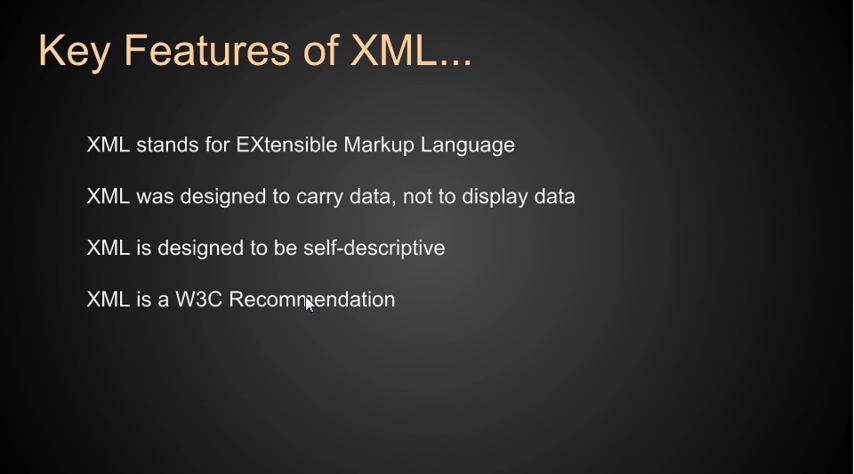 Key Features of XML...
XML stands for EXtensible Markup Language
XML was designed to carry data, not to display data
XML is designed to be self-descriptive
XML is a W3C Recommendation